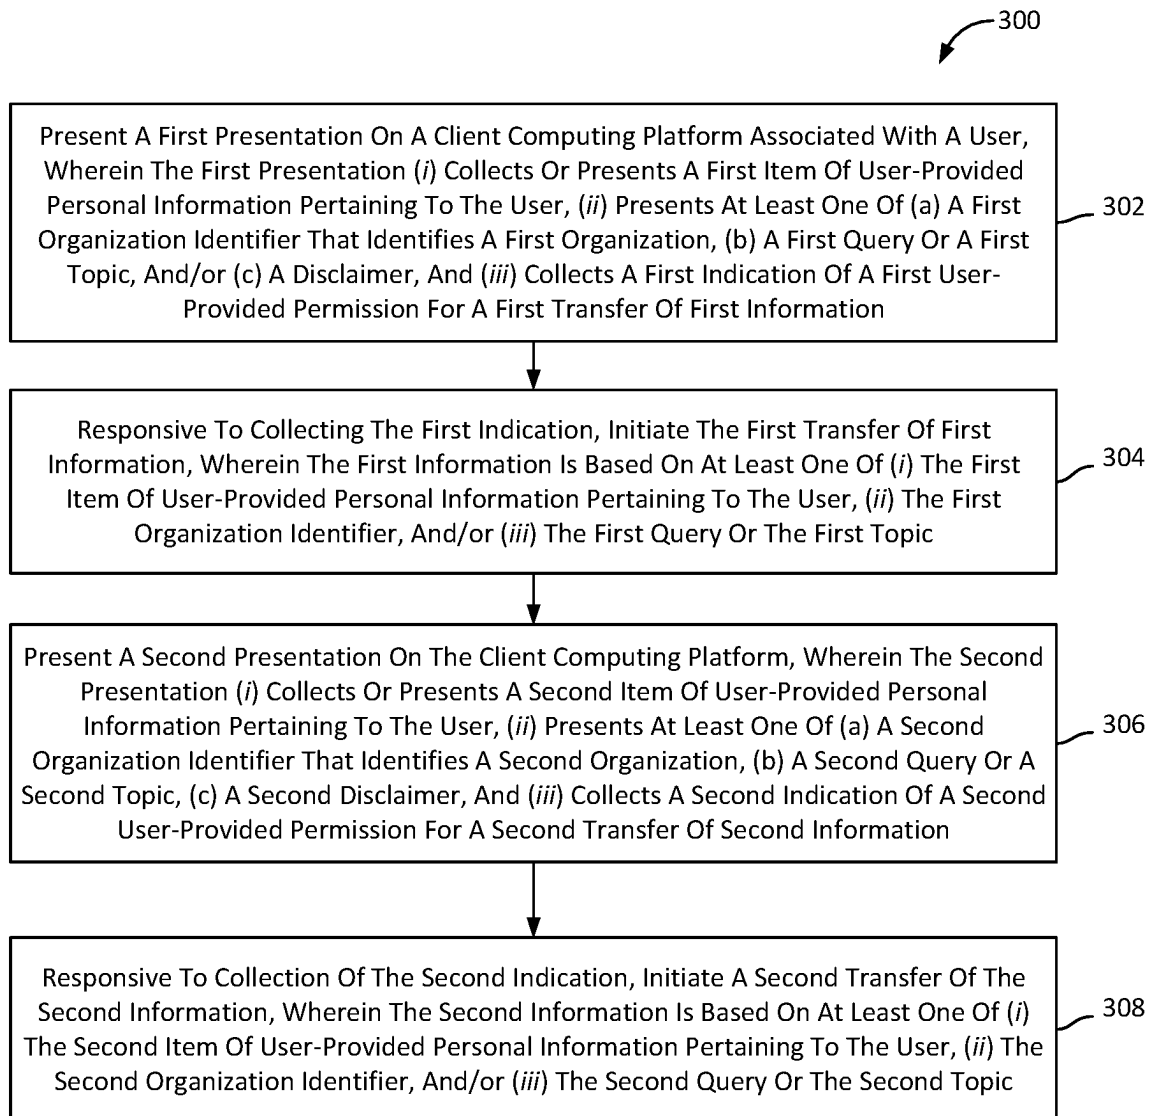 300
Present A First Presentation On A Client Computing Platform Associated With A User,
Wherein The First Presentation (i) Collects Or Presents A First Item Of User-Provided
Personal Information Pertaining To The User, (ii) Presents At Least One Of (a) A First
Organization Identifier That Identifies A First Organization, (b) A First Query Or A First
Topic, And/or (c) A Disclaimer, And (iii) Collects A First Indication Of A First User-
Provided Permission For A First Transfer Of First Information
302
Responsive To Collecting The First Indication, Initiate The First Transfer Of First
Information, Wherein The First Information Is Based On At Least One Of (i) The First
Item Of User-Provided Personal Information Pertaining To The User, (ii) The First
Organization Identifier, And/or (iii) The First Query Or The First Topic
304
Present A Second Presentation On The Client Computing Platform, Wherein The Second
Presentation (i) Collects Or Presents A Second Item Of User-Provided Personal
Information Pertaining To The User, (ii) Presents At Least One Of (a) A Second
Organization Identifier That Identifies A Second Organization, (b) A Second Query Or A
Second Topic, (c) A Second Disclaimer, And (iii) Collects A Second Indication Of A Second
User-Provided Permission For A Second Transfer Of Second Information
306
Responsive To Collection Of The Second Indication, Initiate A Second Transfer Of The
Second Information, Wherein The Second Information Is Based On At Least One Of (i)
The Second Item Of User-Provided Personal Information Pertaining To The User, (ii) The
Second Organization Identifier, And/or (iii) The Second Query Or The Second Topic
308